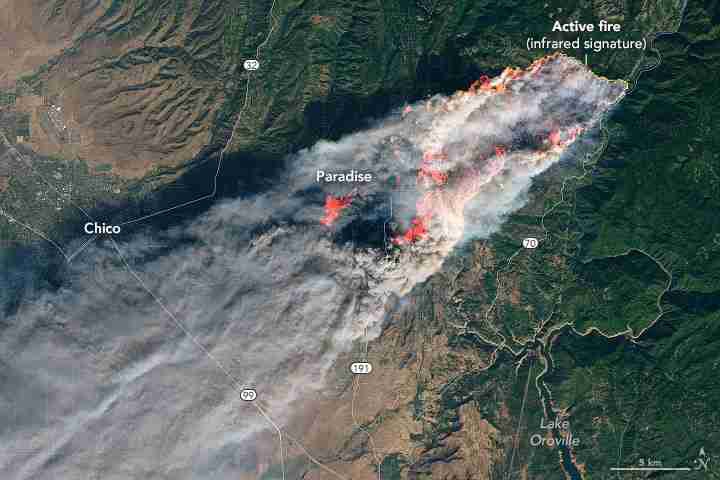 Active fire
(infrared signature)
32
Paradise
Chico
70
191
99
Lake
Oroville
5 km
N